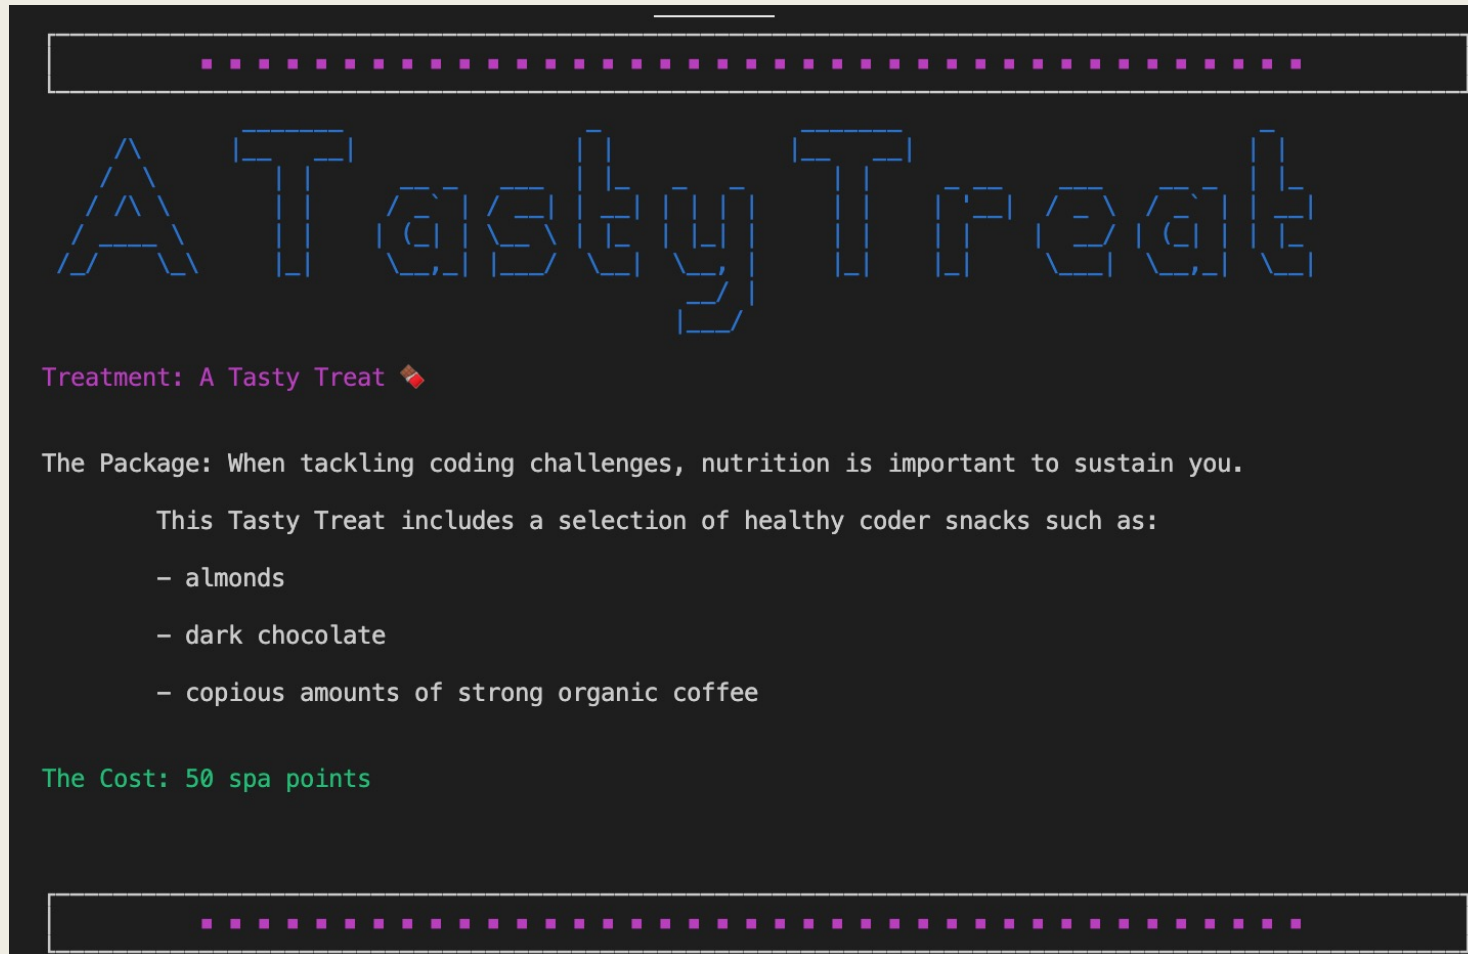 A Tasty Treat
Treatment: A Tasty Treat 🍫
The Package: When tackling coding challenges, nutrition is important to sustain you.
This Tasty Treat includes a selection of healthy coder snacks such as:
– almonds
– dark chocolate
– copious amounts of strong organic coffee
The Cost: 50 spa points